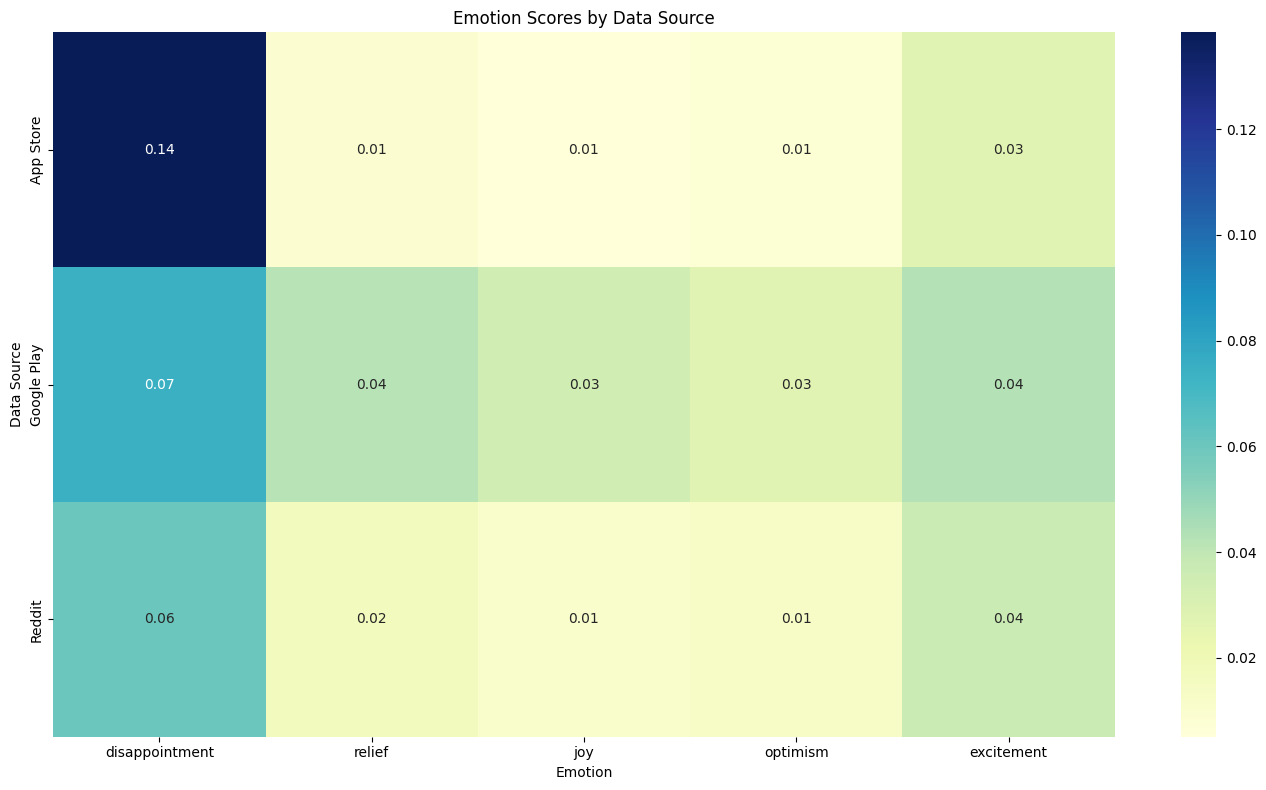 Emotion Scores by Data Source
App Store
0.14 0.01 0.01 0.01 0.03
0.12
0.10
Data Source
Google Play
0.07 0.04 0.03 0.03 0.04
0.08
0.06
Reddit
0.06 0.02 0.01 0.01 0.04
0.04
0.02
disappointment relief joy optimism excitement
Emotion